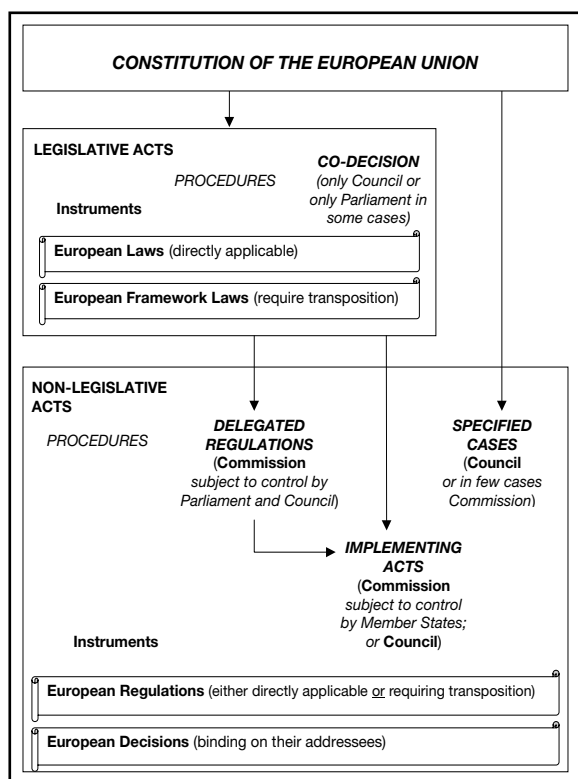 CONSTITUTION OF THE EUROPEAN UNION
LEGISLATIVE ACTS
PROCEDURES
CO-DECISION
(only Council or
only Parliament in
some cases)
Instruments
European Laws (directly applicable)
European Framework Laws (require transposition)
NON-LEGISLATIVE
ACTS
PROCEDURES
DELEGATED
REGULATIONS
(Commission
subject to control by
Parliament and Council)
SPECIFIED
CASES
(Council
or in few cases
Commission)
IMPLEMENTING
ACTS
(Commission
subject to control
by Member States;
or Council)
Instruments
European Regulations (either directly applicable or requiring transposition)
European Decisions (binding on their addressees)